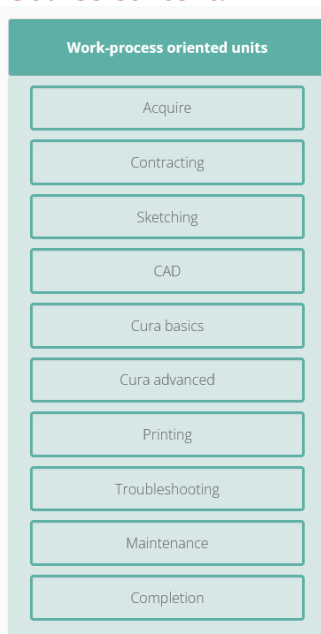 Work-process oriented units
Acquire
Contracting
Sketching
CAD
Cura basics
Cura advanced
Printing
Troubleshooting
Maintenance
Completion